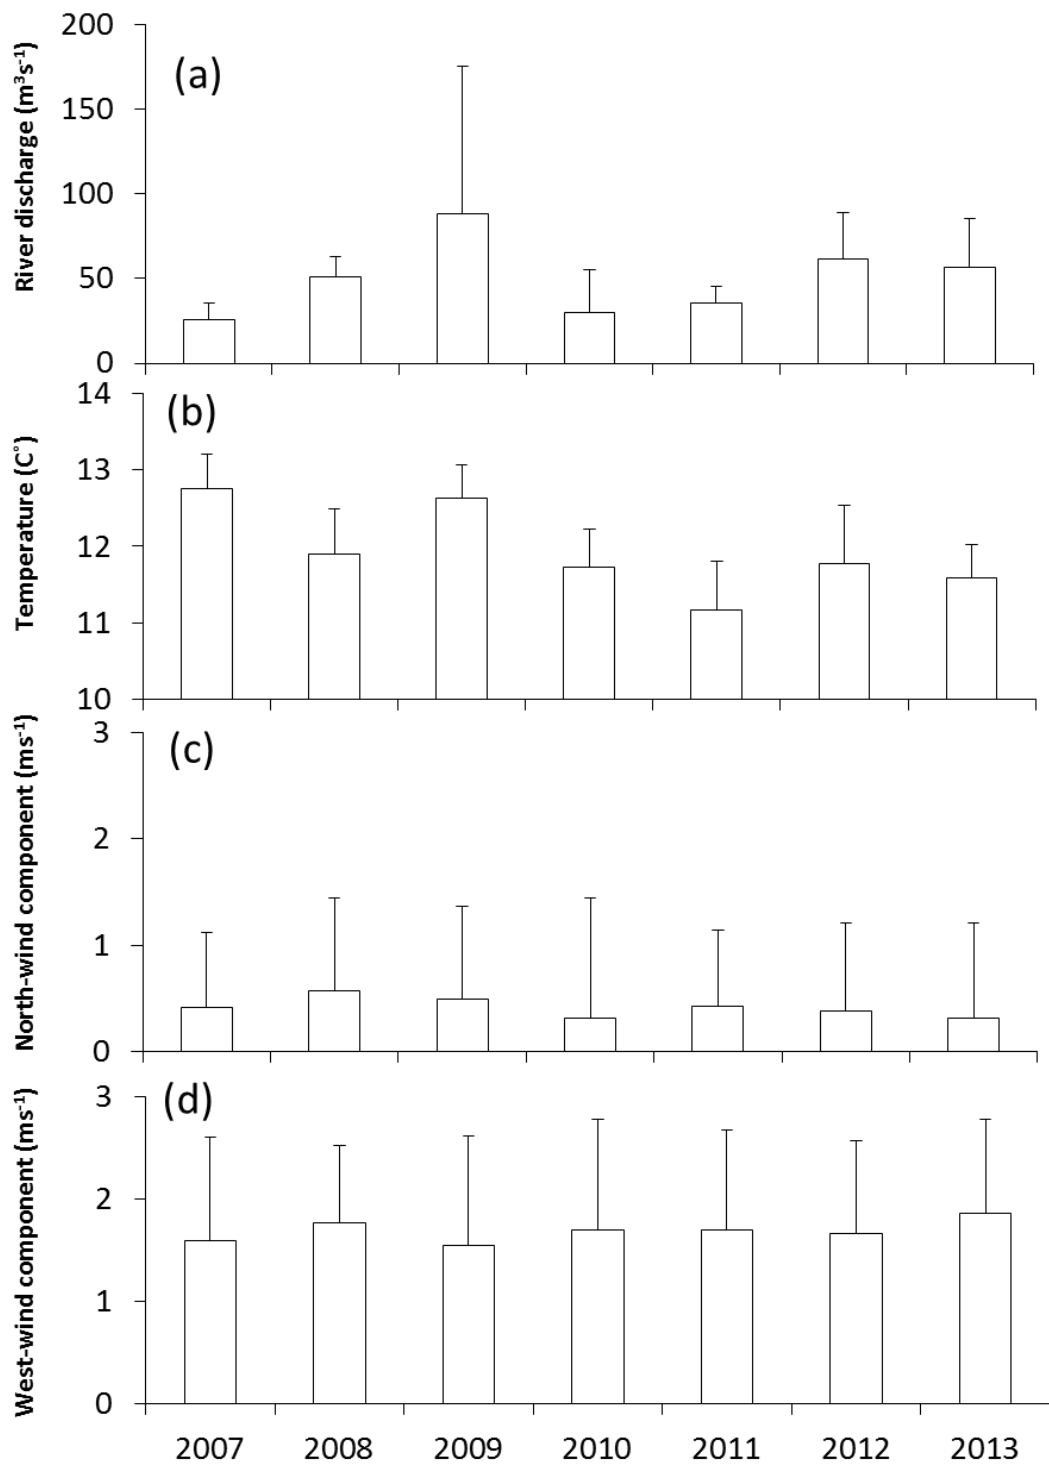 River discharge (m³s⁻¹)
200
150
100
50
0
(a)
Temperature (C°)
14
13
12
11
10
(b)
North-wind component (ms⁻¹)
3
2
1
0
(c)
West-wind component (ms⁻¹)
3
2
1
0
(d)
2007 2008 2009 2010 2011 2012 2013